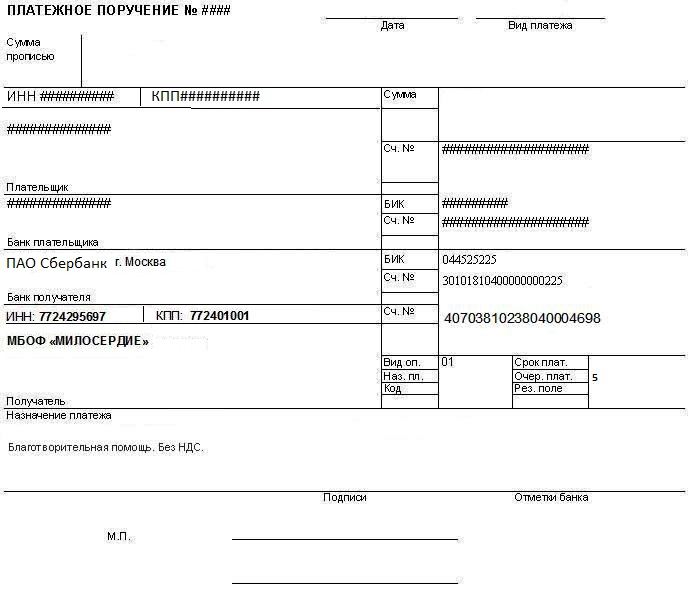 ПЛАТЕЖНОЕ ПОРУЧЕНИЕ № ####
Дата
Вид платежа
Сумма
прописью
ИНН ###########
КПП##########
Сумма
###############
Сч. №
######################
Плательщик
###############
БИК
##########
Сч. №
######################
Банк плательщика
ПАО Сбербанк г. Москва
БИК
044525225
Сч. №
30101810400000000225
Банк получателя
ИНН: 7724295697
КПП: 772401001
Сч. №
40703810238040004698
МБОФ «МИЛОСЕРДИЕ»
Вид оп.
01
Срок плат.
Наз. пл.
Очер. плат.
5
Код
Рез. поле
Получатель
Назначение платежа
Благотворительная помощь. Без НДС.
Подписи
Отметки банка
М.П.